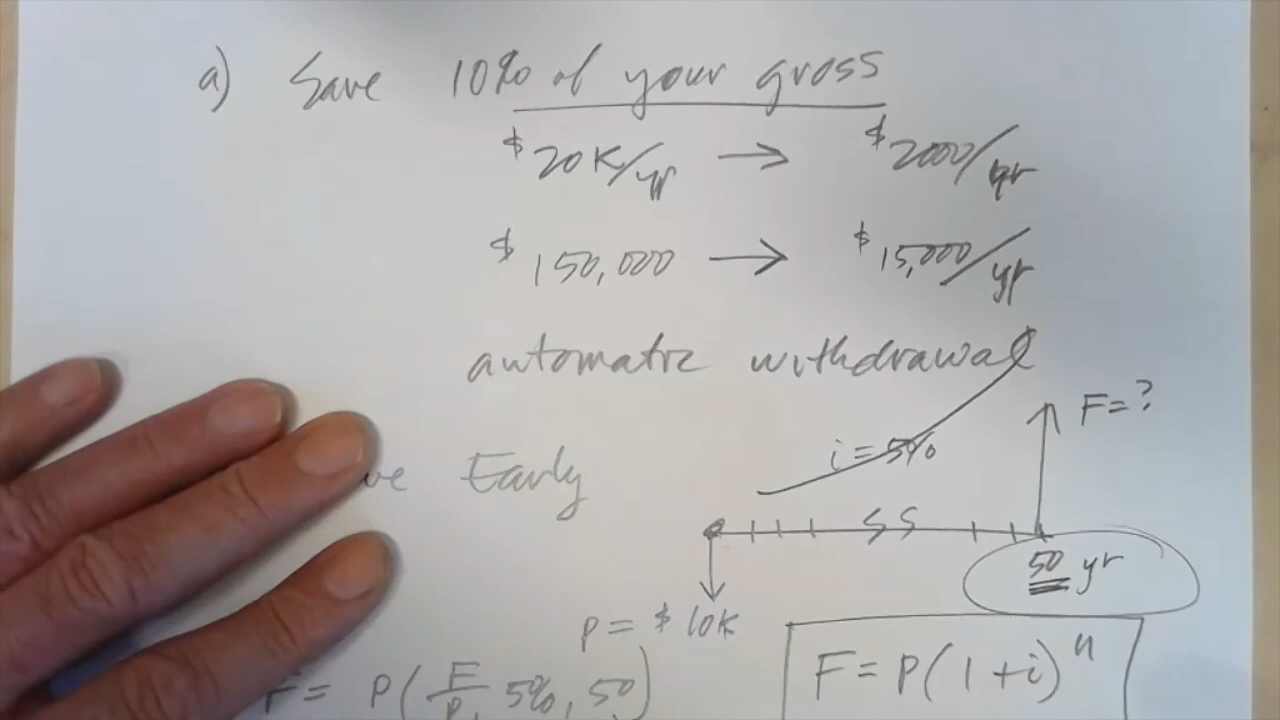 a) Save 10% of your gross
$20K/yr → $2000/yr
$150,000 → $15,000/yr
automatic withdrawal
F=?
i = 5%
Early
50 yr
P = $10K
F = P(1+i)^n
F = P(F/P, 5%, 50)